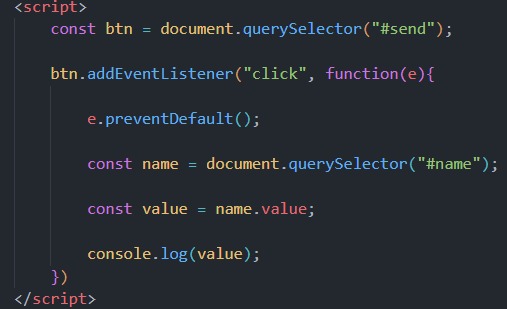 <script>
const btn = document.querySelector("#send");
btn.addEventListener("click", function(e){
e.preventDefault();
const name = document.querySelector("#name");
const value = name.value;
console.log(value);
})
</script>